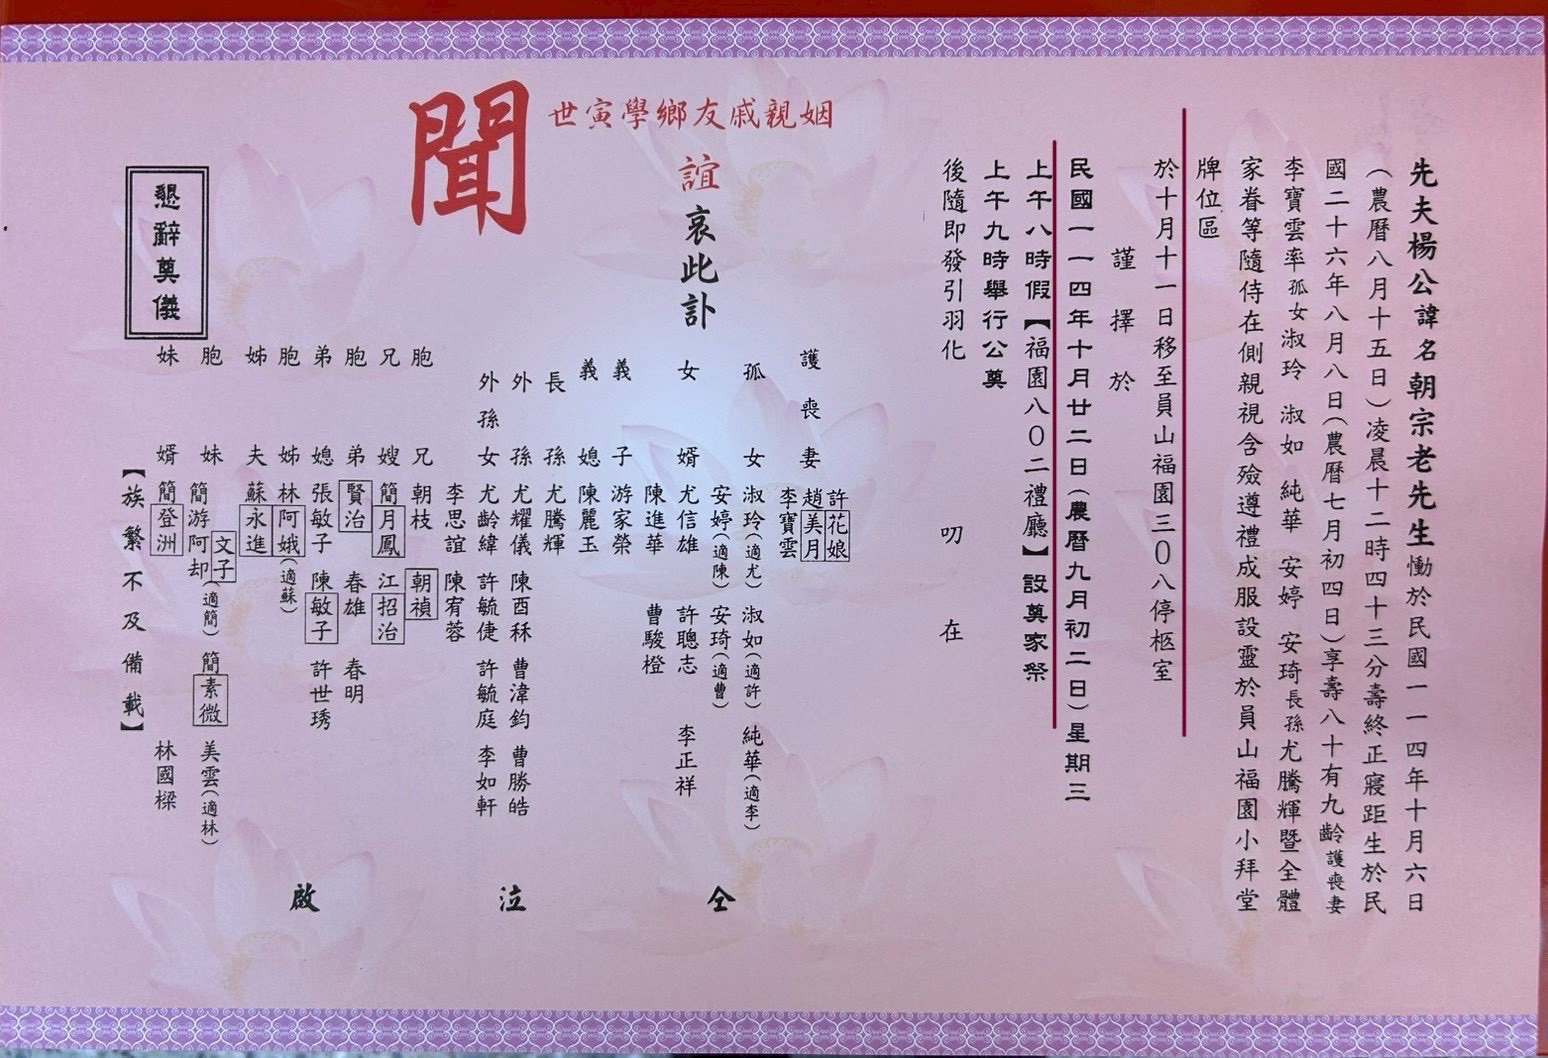 先夫楊公諱名朝宗老先生慟於民國一一四年十月六日
（農曆八月十五日）凌晨十二時四十三分壽終正寢距生於民
國二十六年八月八日（農曆七月初四日）享壽八十有九齡護喪妻
李寶雲率孤女淑玲 淑如 純華 安婷 安琦長孫尤騰輝暨全體
家眷等隨侍在側親視含殮遵禮成服設靈於員山福園小拜堂
牌位區
於十月十一日移至員山福園三0八停柩室
謹擇於
民國一一四年十月廿二日（農曆九月初二日）星期三
上午八時假【福園八0二禮廳】設奠家祭
上午九時舉行公奠
後隨即發引羽化
叨在
姻親戚友鄉學寅世
誼哀此訃
聞
護喪妻 許花娘
趙美月
李寶雲
孤女 淑玲（適尤） 淑如（適許） 純華（適李）
安婷（適陳） 安琦（適曹）
女婿 尤信雄 許聰志 李正祥
陳進華 曹駿橙
義子 游家榮
義媳 陳麗玉
長孫 尤騰輝
外孫 尤耀儀 陳酉秝 曹湋鈞 曹勝皓
外孫女 尤齡緯 許毓倢 許毓庭 李如軒
李思誼 陳宥蓉
胞兄 朝枝 朝禎
兄嫂 簡月鳳 江招治
胞弟 賢治 春雄 春明
弟媳 張敏子 陳敏子 許世琇
胞姊 林阿娥（適蘇）
姊夫 蘇永進
胞妹 文子
簡游阿却（適簡） 簡素微 美雲（適林）
妹婿 簡登洲 林國樑
【族繁不及備載】
仝泣啟
懇辭奠儀